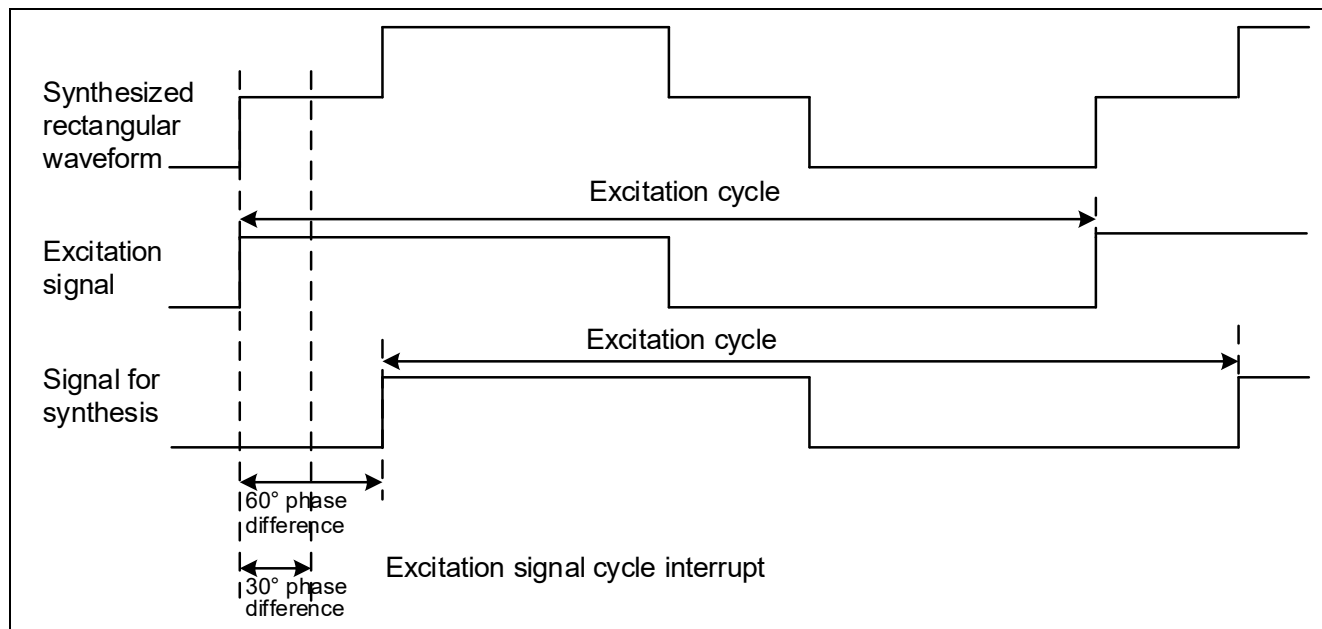 Synthesized
rectangular
waveform
Excitation cycle
Excitation
signal
Excitation cycle
Signal for
synthesis
60° phase
difference
Excitation signal cycle interrupt
30° phase
difference